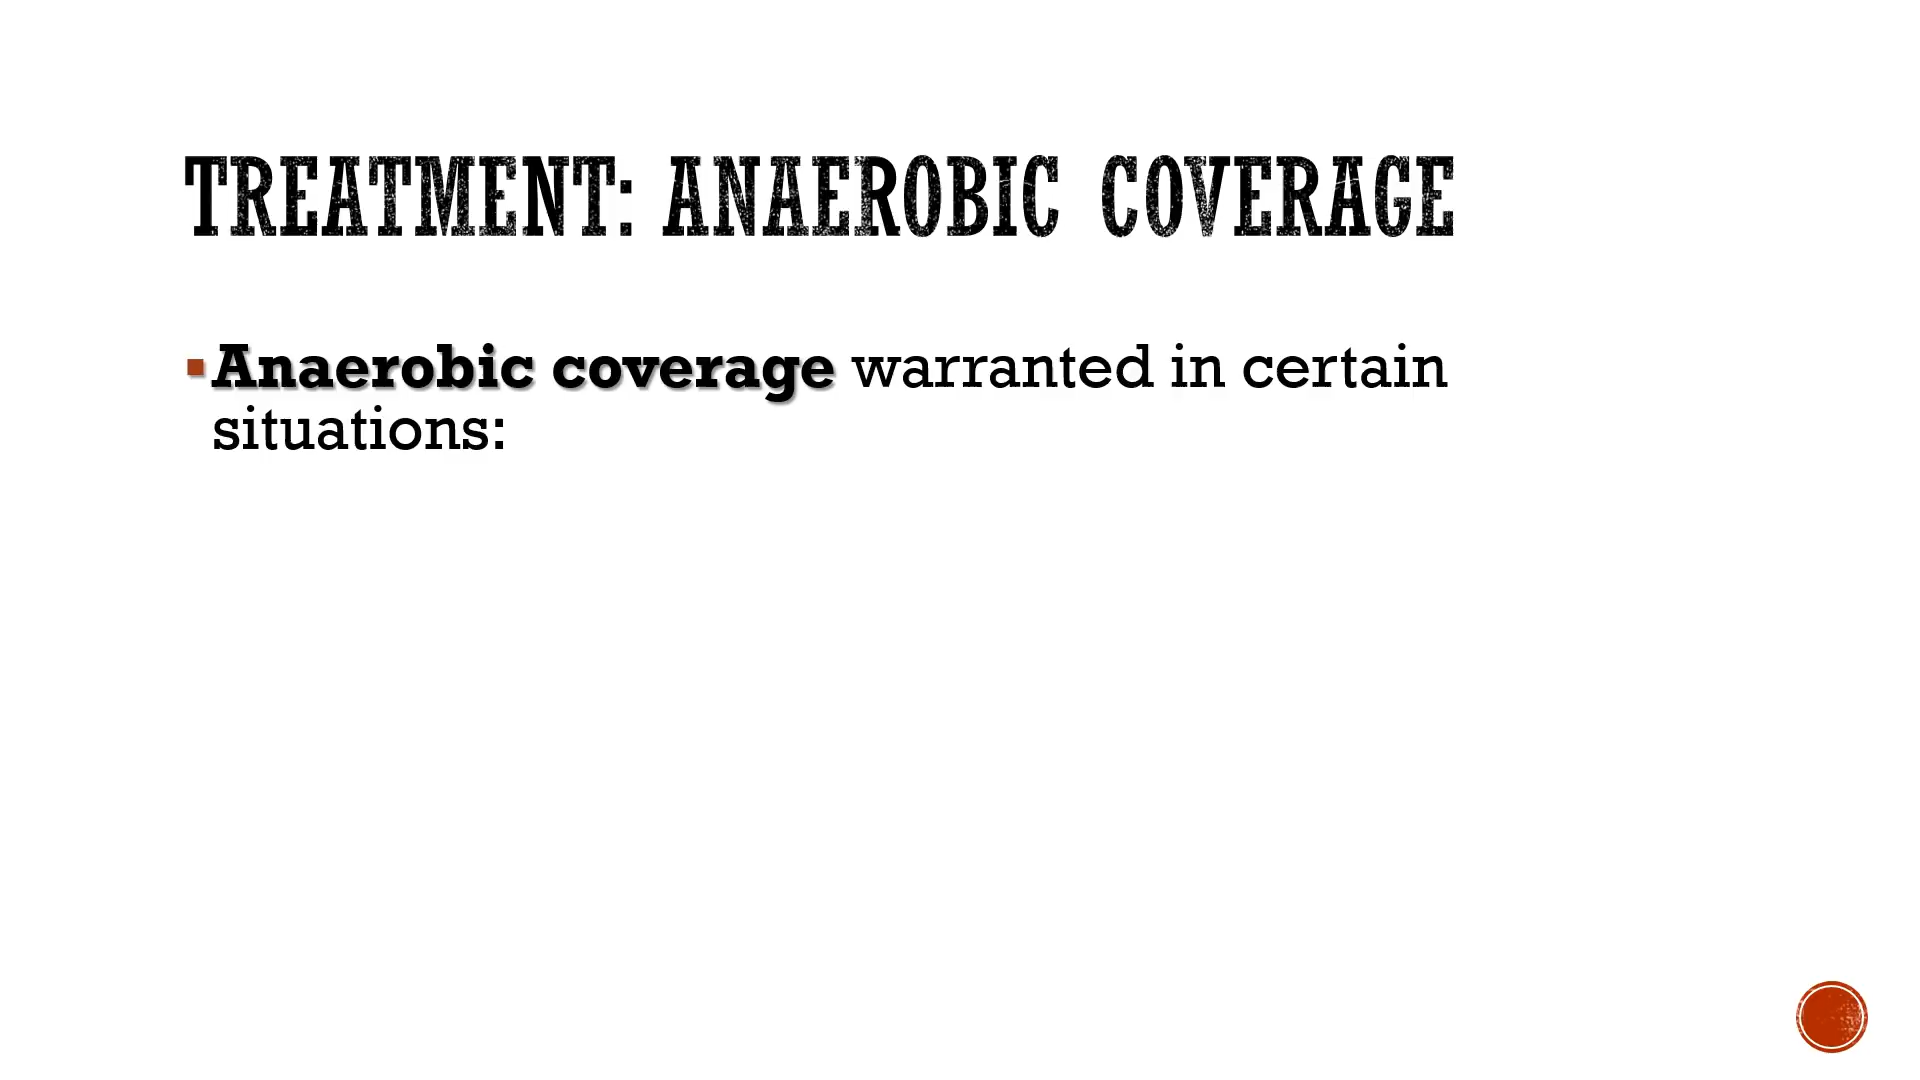 TREATMENT: ANAEROBIC COVERAGE
▪Anaerobic coverage warranted in certain
situations: